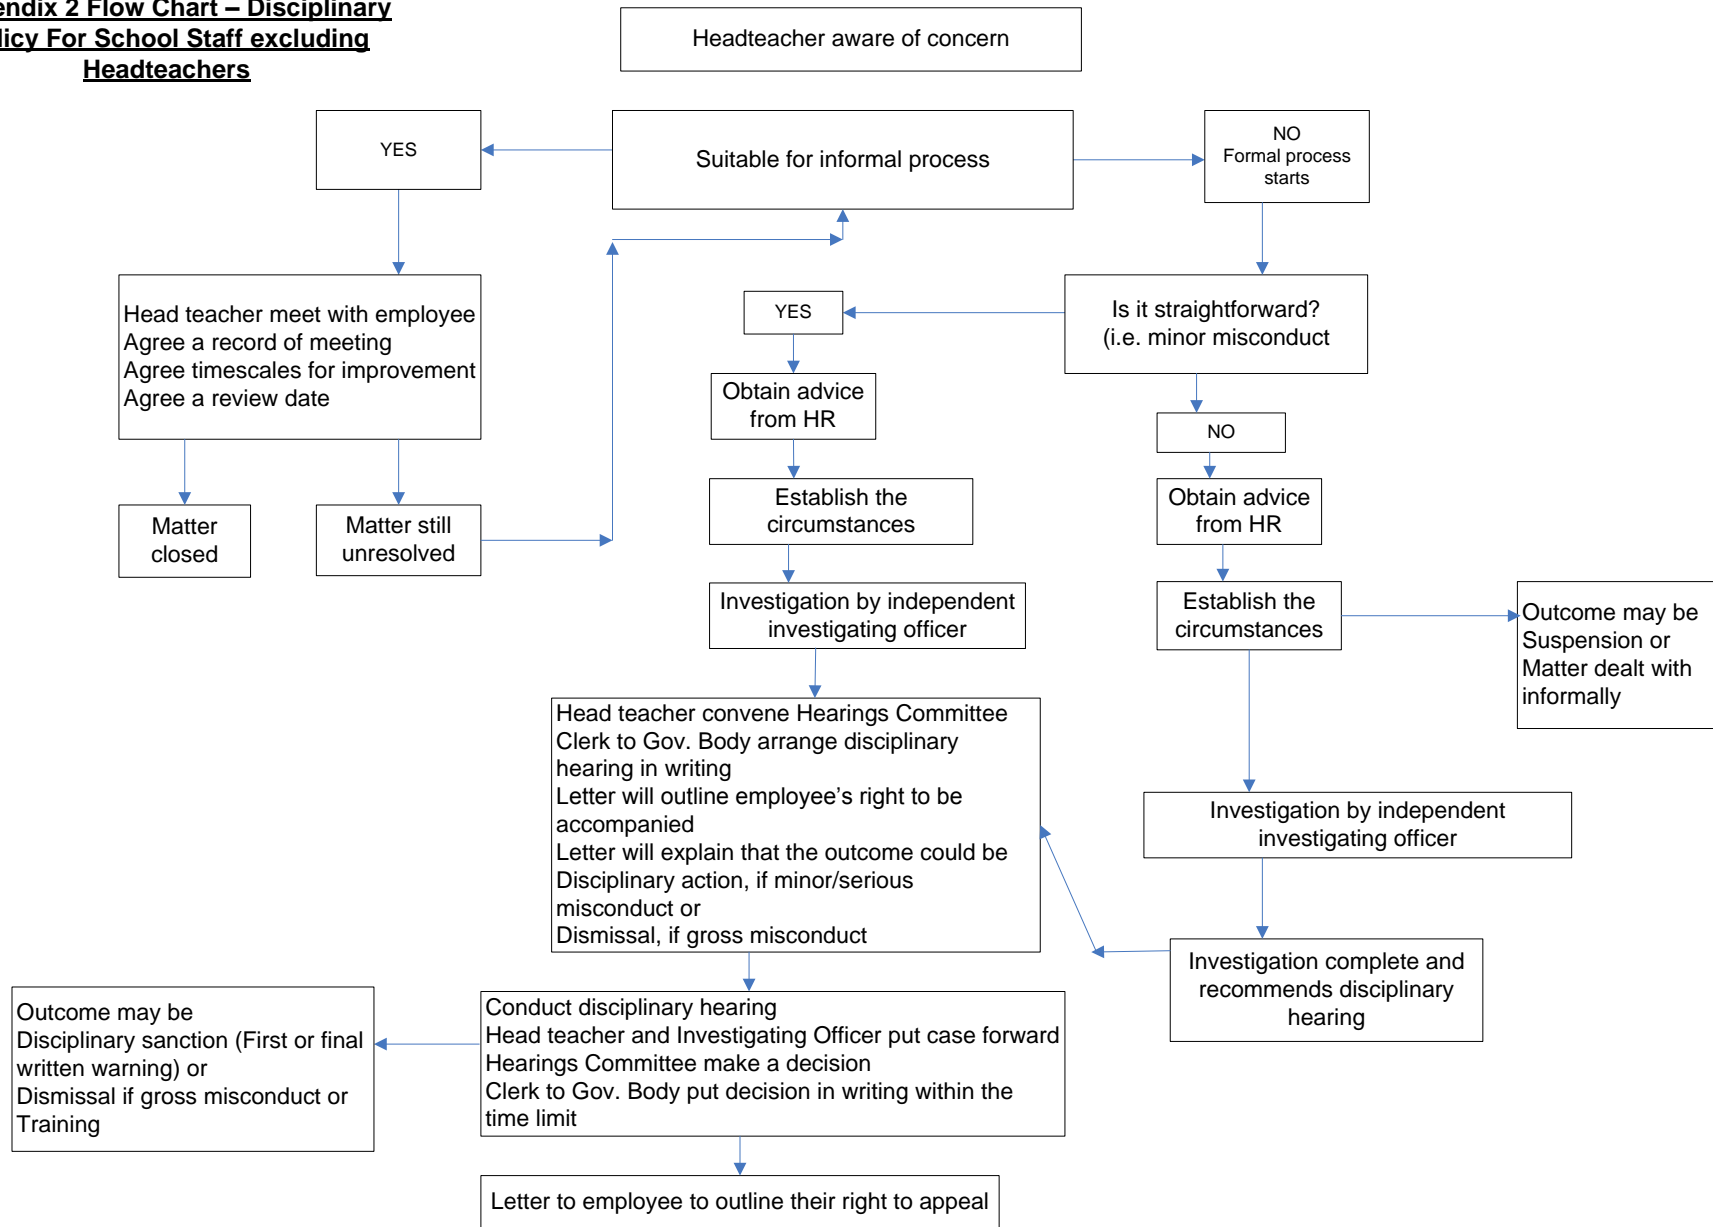 endix 2 Flow Chart – Disciplinary
licy For School Staff excluding
Headteachers
Headteacher aware of concern
YES
Suitable for informal process
NO
Formal process
starts
Head teacher meet with employee
Agree a record of meeting
Agree timescales for improvement
Agree a review date
YES
Is it straightforward?
(i.e. minor misconduct
Obtain advice
from HR
NO
Matter
closed
Matter still
unresolved
Establish the
circumstances
Obtain advice
from HR
Investigation by independent
investigating officer
Establish the
circumstances
Outcome may be
Suspension or
Matter dealt with
informally
Head teacher convene Hearings Committee
Clerk to Gov. Body arrange disciplinary
hearing in writing
Letter will outline employee’s right to be
accompanied
Letter will explain that the outcome could be
Disciplinary action, if minor/serious
misconduct or
Dismissal, if gross misconduct
Investigation by independent
investigating officer
Investigation complete and
recommends disciplinary
hearing
Outcome may be
Disciplinary sanction (First or final
written warning) or
Dismissal if gross misconduct or
Training
Conduct disciplinary hearing
Head teacher and Investigating Officer put case forward
Hearings Committee make a decision
Clerk to Gov. Body put decision in writing within the
time limit
Letter to employee to outline their right to appeal